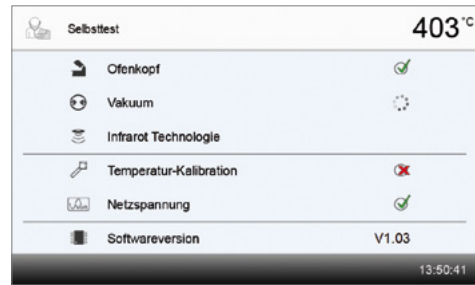 Selbsttest 403 °C
Ofenkopf
Vakuum
Infrarot Technologie
Temperatur-Kalibration
Netzspannung
Softwareversion V1.03
13:50:41